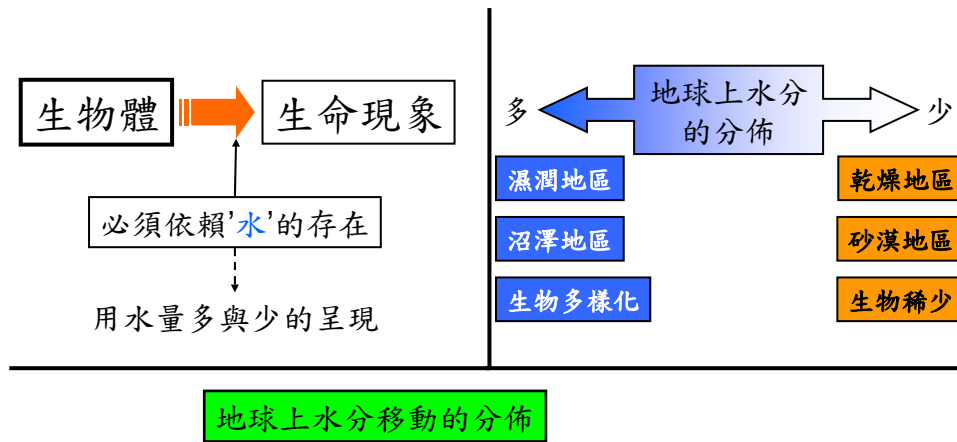 生物體
生命現象
必須依賴'水'的存在
用水量多與少的呈現
多
地球上水分
的分佈
少
濕潤地區
乾燥地區
沼澤地區
砂漠地區
生物多樣化
生物稀少
地球上水分移動的分佈